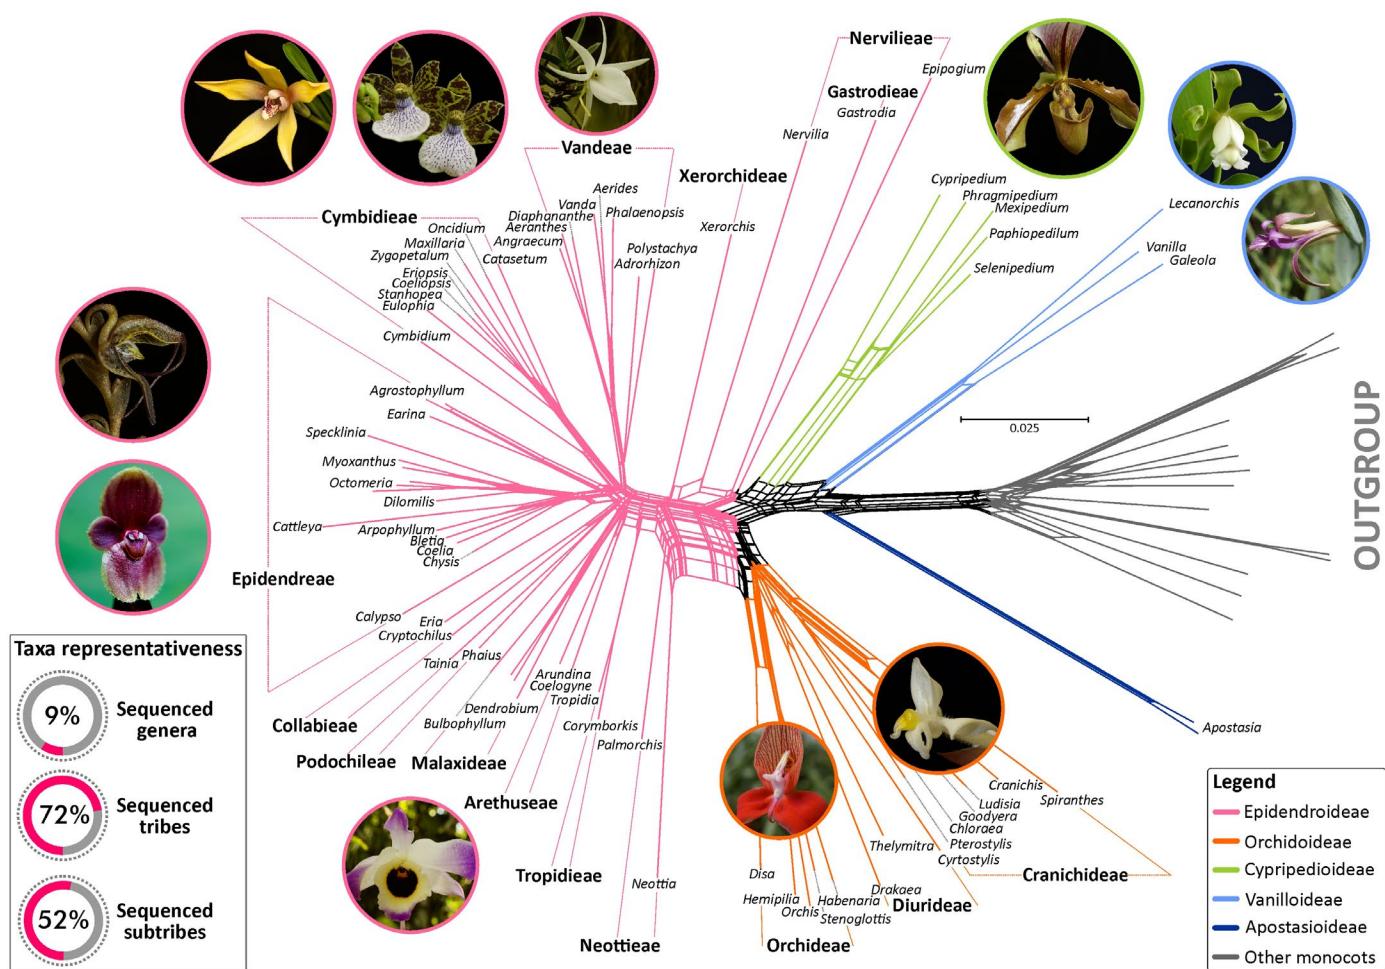 Nervilieae
Epipogium
Gastrodieae
Gastrodia
Nervilia
Vandeae
Xerorchideae
Aerides
Vanda
Phalaenopsis
Diaphananthe
Aeranthes
Angraecum
Polystachya
Adrorhizon
Xerorchis
Cymbidieae
Oncidium
Maxillaria
Catasetum
Zygopetalum
Eriopsis
Coeliopsis
Stanhopea
Eulophia
Cymbidium
Cypripedium
Phragmipedium
Mexipedium
Paphiopedilum
Selenipedium
Lecanorchis
Vanilla
Galeola
Agrostophyllum
Earina
Specklinia
Myoxanthus
Octomeria
Dilomilis
Cattleya
Arpophyllum
Bletia
Coelia
Chysis
Epidendreae
0.025
OUTGROUP
Calypso
Eria
Cryptochilus
Tainia
Phaius
Arundina
Coelogyne
Dendrobium
Tropidia
Bulbophyllum
Corymborkis
Palmorchis
Collabieae
Podochileae
Malaxideae
Arethuseae
Tropidieae
Neottia
Neottieae
Apostasia
Cranichis
Spiranthes
Ludisia
Goodyera
Chloraea
Pterostylis
Thelymitra
Cyrtostylis
Cranichideae
Disa
Drakaea
Hemipilia
Habenaria
Diurideae
Orchis
Stenoglottis
Orchideae
Taxa representativeness
9%
Sequenced
genera
72%
Sequenced
tribes
52%
Sequenced
subtribes
Legend
Epidendroideae
Orchidoideae
Cypripedioideae
Vanilloideae
Apostasioideae
Other monocots